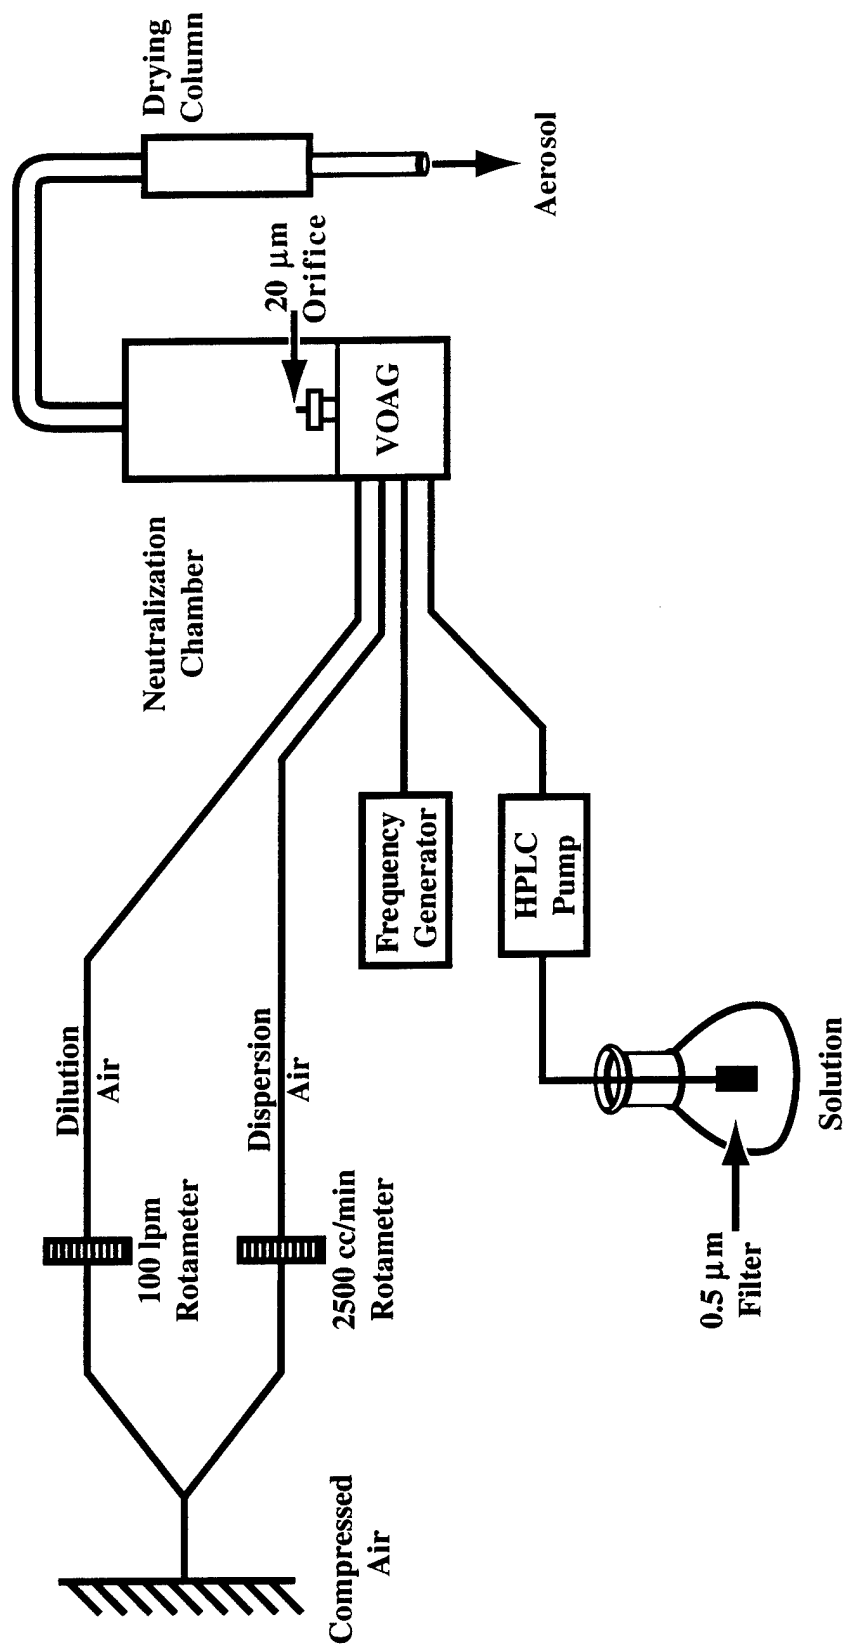 Compressed
Air
100 lpm
Rotameter
Dilution
Air
2500 cc/min
Rotameter
Dispersion
Air
0.5 µm
Filter
Solution
HPLC
Pump
Frequency
Generator
Neutralization
Chamber
VOAG
20 µm
Orifice
Drying
Column
Aerosol